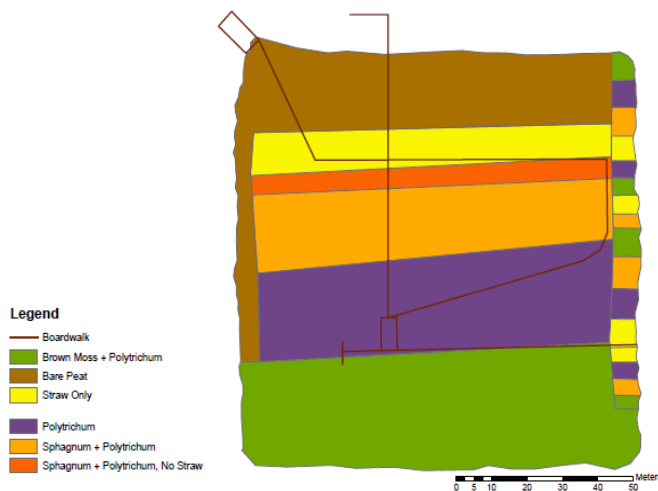 Legend
Boardwalk
Brown Moss + Polytrichum
Bare Peat
Straw Only
Polytrichum
Sphagnum + Polytrichum
Sphagnum + Polytrichum, No Straw
Meter
0 5 10 20 30 40 50